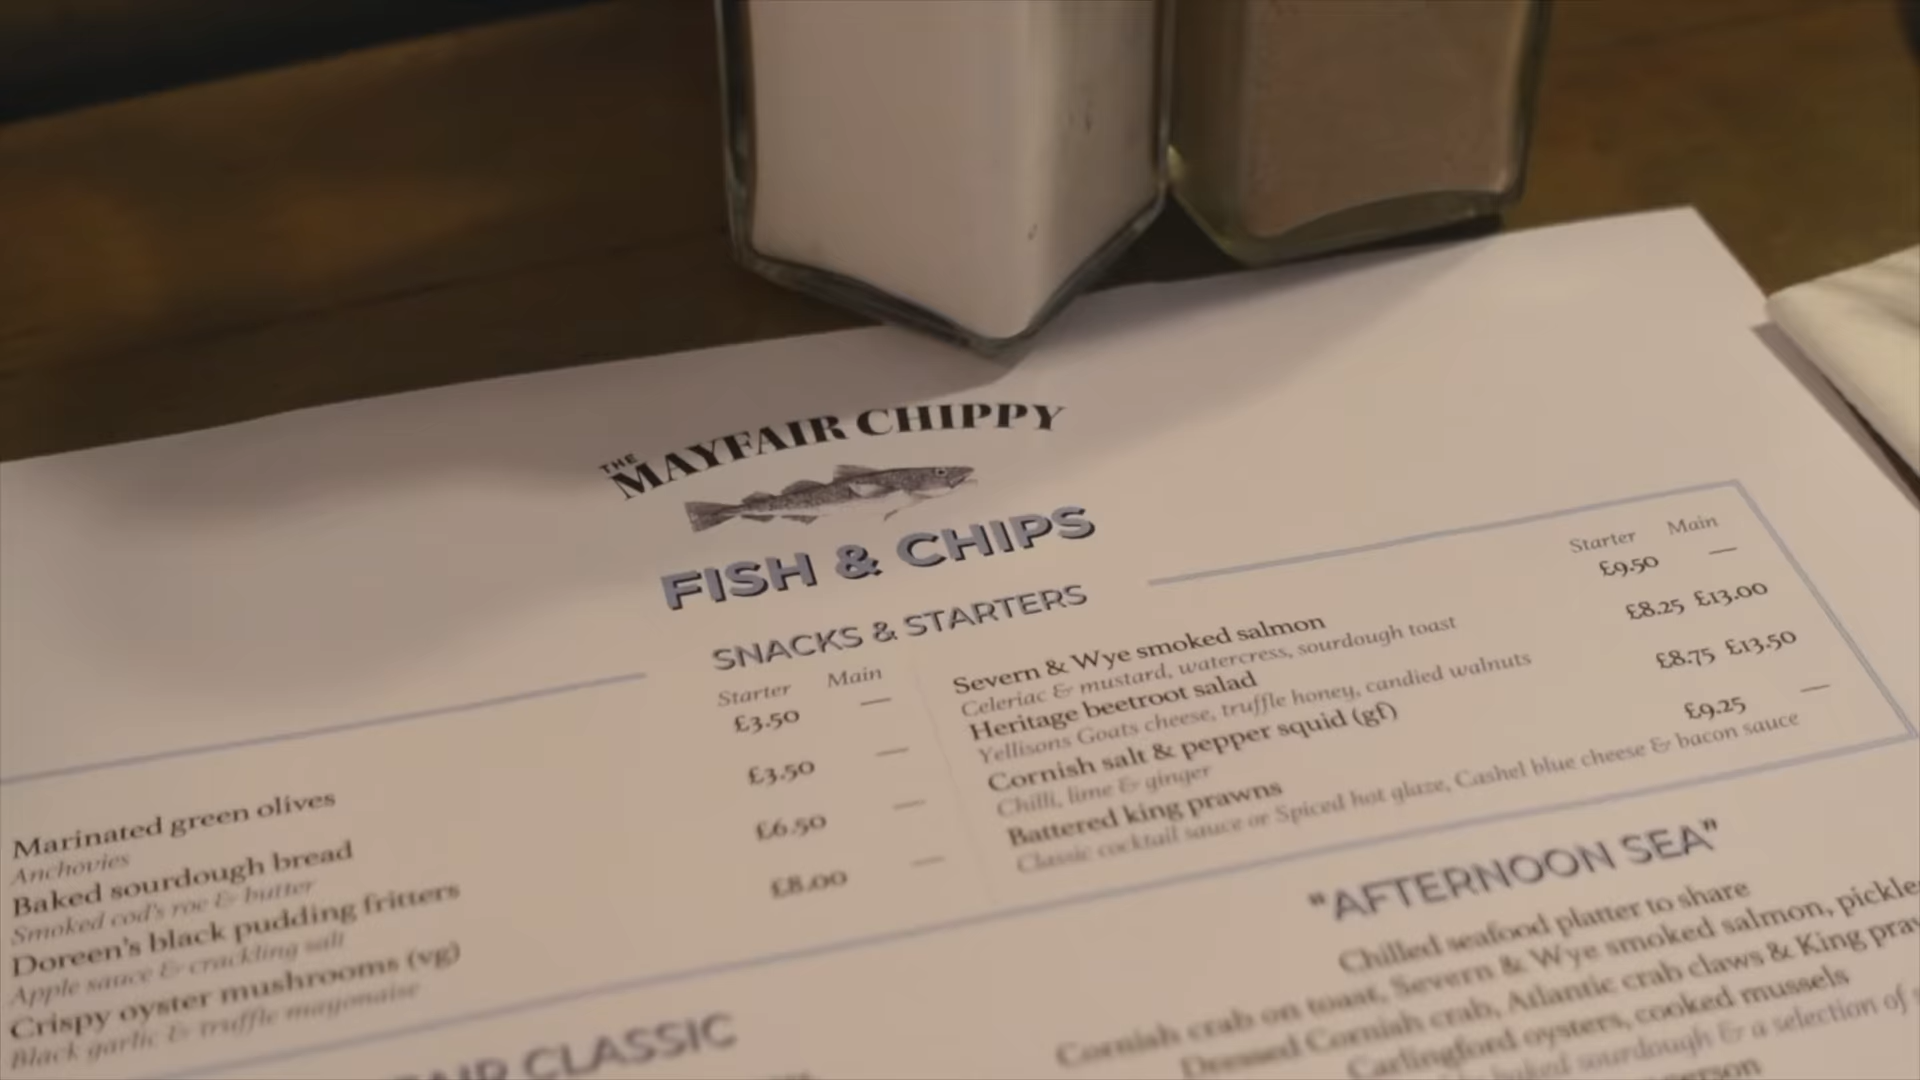 THE
MAYFAIR CHIPPY
FISH & CHIPS
SNACKS & STARTERS
Starter Main
Marinated green olives £3.50 —
Anchovies
Baked sourdough bread £3.50 —
Smoked cod's roe & butter
Doreen's black pudding fritters £6.50 —
Apple sauce & crackling salt
Crispy oyster mushrooms (vg) £8.00 —
Black garlic & truffle mayonaise
Starter Main
Severn & Wye smoked salmon £9.50 —
Celeriac & mustard, watercress, sourdough toast
Heritage beetroot salad £8.25 £13.00
Yellisons Goats cheese, truffle honey, candied walnuts
Cornish salt & pepper squid (gf) £8.75 £13.50
Chilli, lime & ginger
Battered king prawns £9.25 —
Classic cocktail sauce or Spiced hot glaze, Cashel blue cheese & bacon sauce
"AFTERNOON SEA"
Chilled seafood platter to share
Cornish crab on toast, Severn & Wye smoked salmon,
Dressed Cornish crab, Atlantic crab claws & King
Carlingford oysters, cooked mussels
baked sourdough & a selection of
CLASSIC